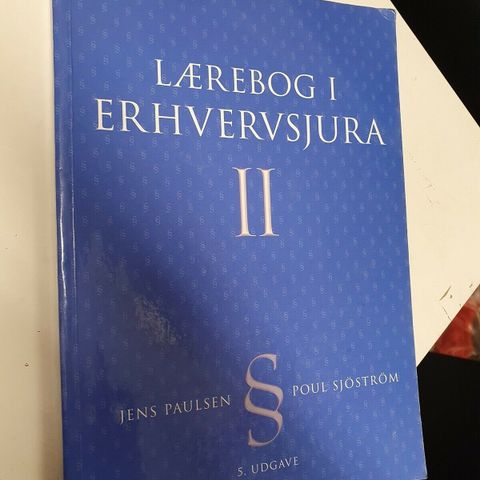 LÆREBOG I
ERHVERVSJURA
II
§
JENS PAULSEN
POUL SJÖSTRÖM
5. UDGAVE